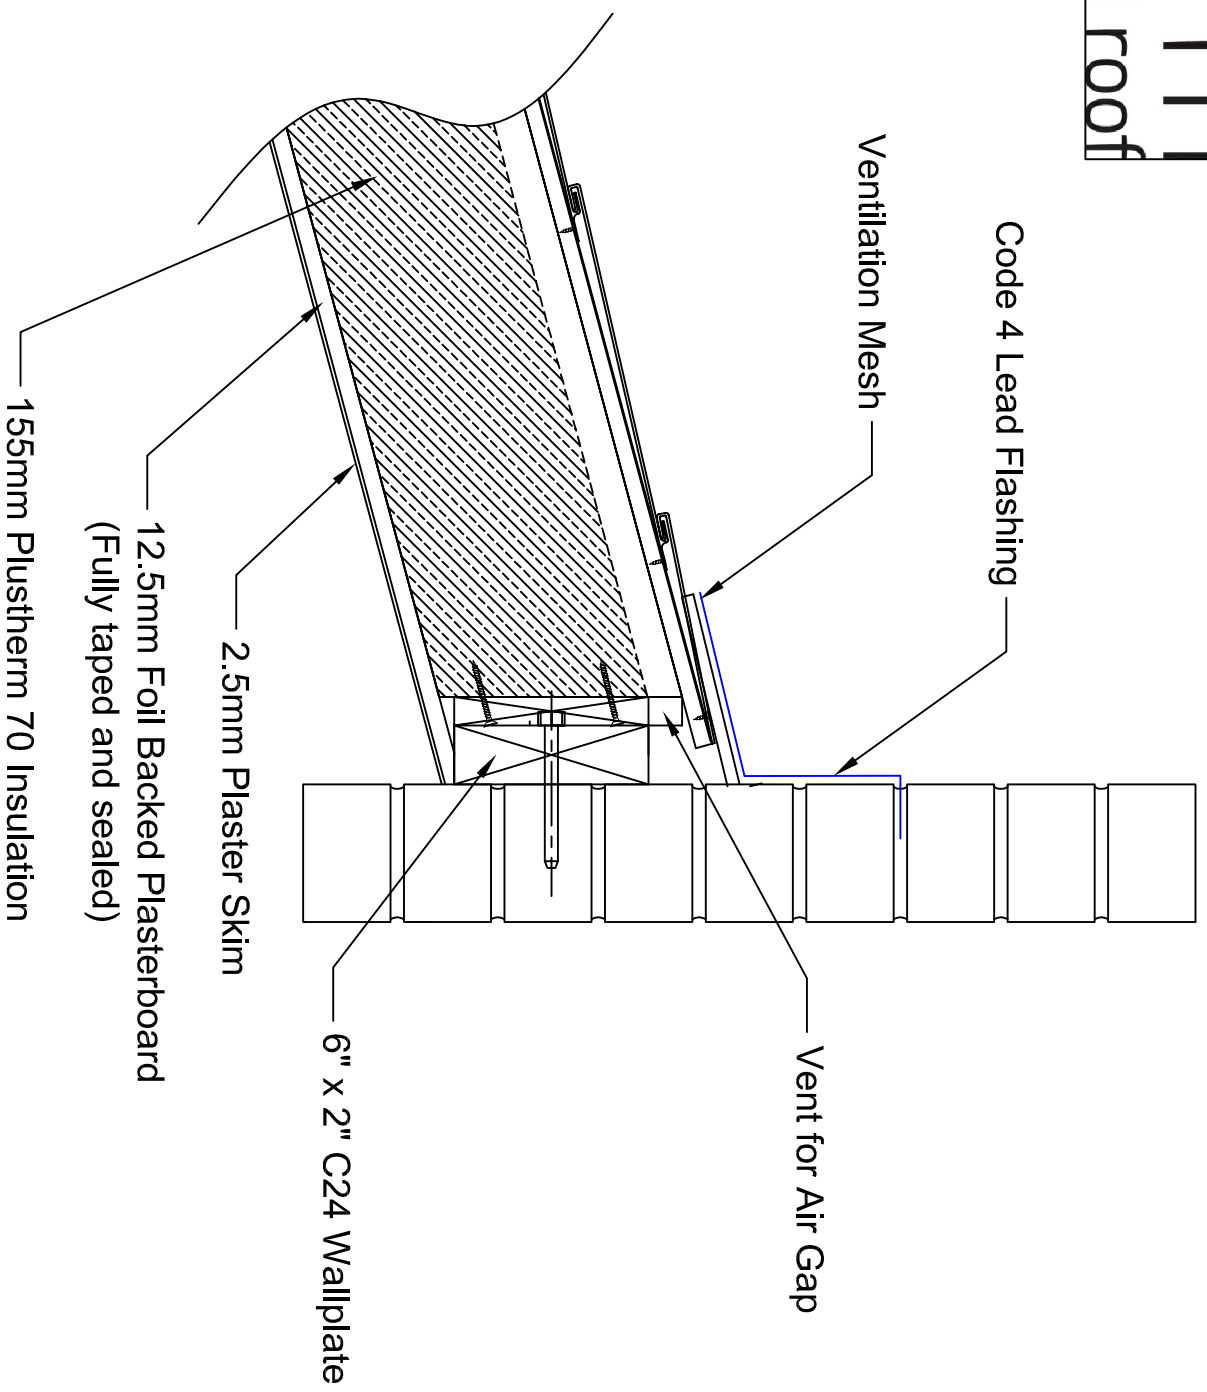 roof
Code 4 Lead Flashing
Ventilation Mesh
Vent for Air Gap
6" x 2" C24 Wallplate
2.5mm Plaster Skim
12.5mm Foil Backed Plasterboard
(Fully taped and sealed)
155mm Plustherm 70 Insulation